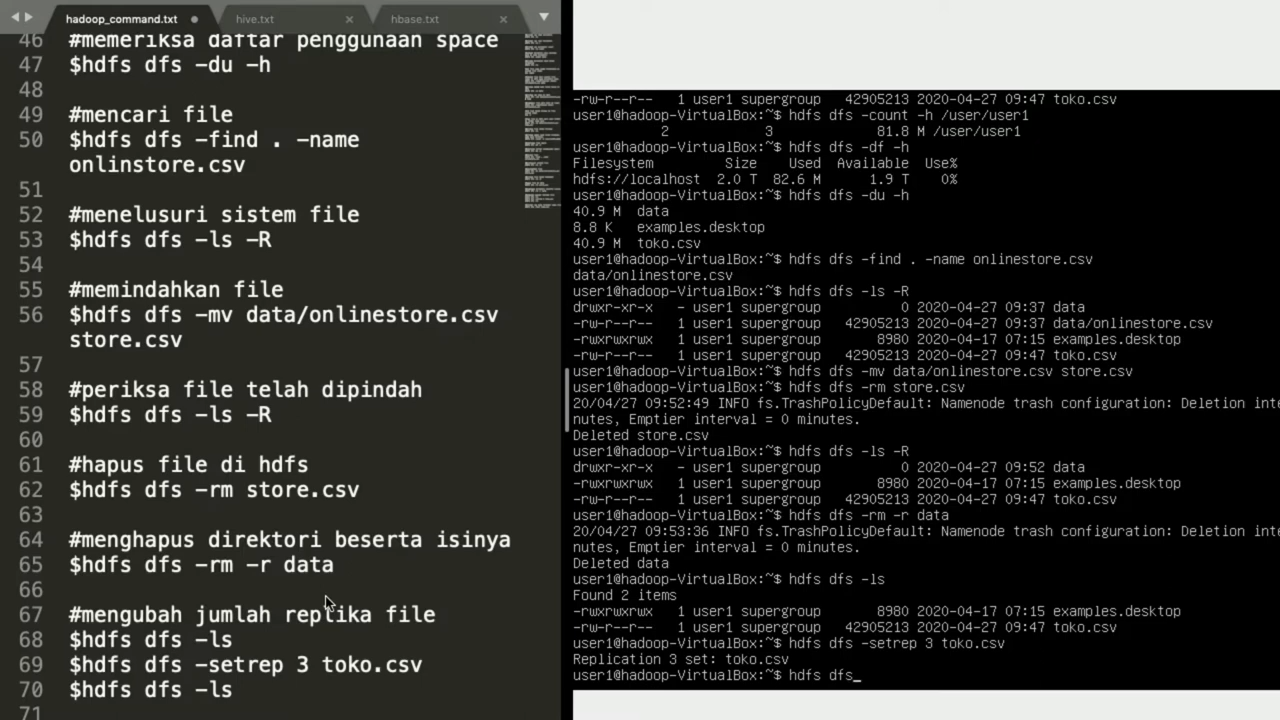 hadoop_command.txt
hive.txt
hbase.txt
46 #memeriksa daftar penggunaan space
47 $hdfs dfs -du -h
48
49 #mencari file
50 $hdfs dfs -find . -name
onlinstore.csv
51
52 #menelusuri sistem file
53 $hdfs dfs -ls -R
54
55 #memindahkan file
56 $hdfs dfs -mv data/onlinestore.csv
store.csv
57
58 #periksa file telah dipindah
59 $hdfs dfs -ls -R
60
61 #hapus file di hdfs
62 $hdfs dfs -rm store.csv
63
64 #menghapus direktori beserta isinya
65 $hdfs dfs -rm -r data
66
67 #mengubah jumlah replika file
68 $hdfs dfs -ls
69 $hdfs dfs -setrep 3 toko.csv
70 $hdfs dfs -ls
71
-rw-r--r-- 1 user1 supergroup 42905213 2020-04-27 09:47 toko.csv
user1@hadoop-VirtualBox:~$ hdfs dfs -count -h /user/user1
2 3 81.8 M /user/user1
user1@hadoop-VirtualBox:~$ hdfs dfs -df -h
Filesystem Size Used Available Use%
hdfs://localhost 2.0 T 82.6 M 1.9 T 0%
user1@hadoop-VirtualBox:~$ hdfs dfs -du -h
40.9 M data
8.8 K examples.desktop
40.9 M toko.csv
user1@hadoop-VirtualBox:~$ hdfs dfs -find . -name onlinestore.csv
data/onlinestore.csv
user1@hadoop-VirtualBox:~$ hdfs dfs -ls -R
drwxr-xr-x - user1 supergroup 0 2020-04-27 09:37 data
-rw-r--r-- 1 user1 supergroup 42905213 2020-04-27 09:37 data/onlinestore.csv
-rwxrwxrwx 1 user1 supergroup 8980 2020-04-17 07:15 examples.desktop
-rw-r--r-- 1 user1 supergroup 42905213 2020-04-27 09:47 toko.csv
user1@hadoop-VirtualBox:~$ hdfs dfs -mv data/onlinestore.csv store.csv
user1@hadoop-VirtualBox:~$ hdfs dfs -rm store.csv
20/04/27 09:52:49 INFO fs.TrashPolicyDefault: Namenode trash configuration: Deletion inte
nutes, Emptier interval = 0 minutes.
Deleted store.csv
user1@hadoop-VirtualBox:~$ hdfs dfs -ls -R
drwxr-xr-x - user1 supergroup 0 2020-04-27 09:52 data
-rwxrwxrwx 1 user1 supergroup 8980 2020-04-17 07:15 examples.desktop
-rw-r--r-- 1 user1 supergroup 42905213 2020-04-27 09:47 toko.csv
user1@hadoop-VirtualBox:~$ hdfs dfs -rm -r data
20/04/27 09:53:36 INFO fs.TrashPolicyDefault: Namenode trash configuration: Deletion inte
nutes, Emptier interval = 0 minutes.
Deleted data
user1@hadoop-VirtualBox:~$ hdfs dfs -ls
Found 2 items
-rwxrwxrwx 1 user1 supergroup 8980 2020-04-17 07:15 examples.desktop
-rw-r--r-- 1 user1 supergroup 42905213 2020-04-27 09:47 toko.csv
user1@hadoop-VirtualBox:~$ hdfs dfs -setrep 3 toko.csv
Replication 3 set: toko.csv
user1@hadoop-VirtualBox:~$ hdfs dfs_